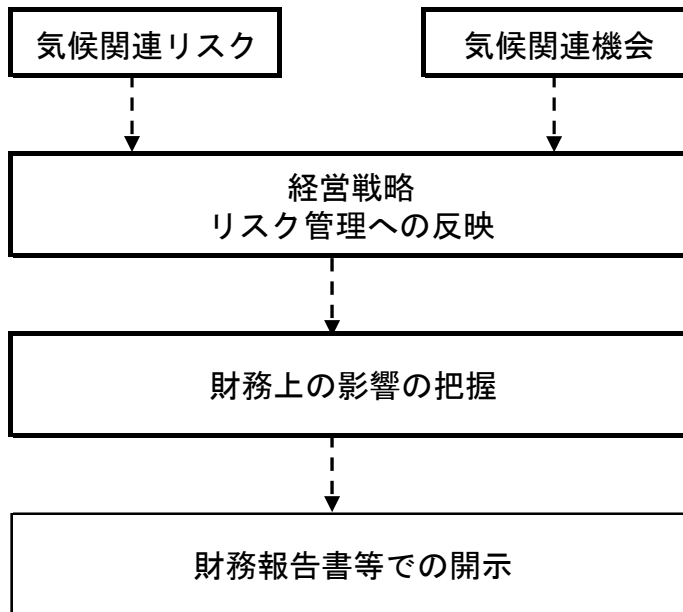 気候関連リスク
気候関連機会
経営戦略
リスク管理への反映
財務上の影響の把握
財務報告書等での開示